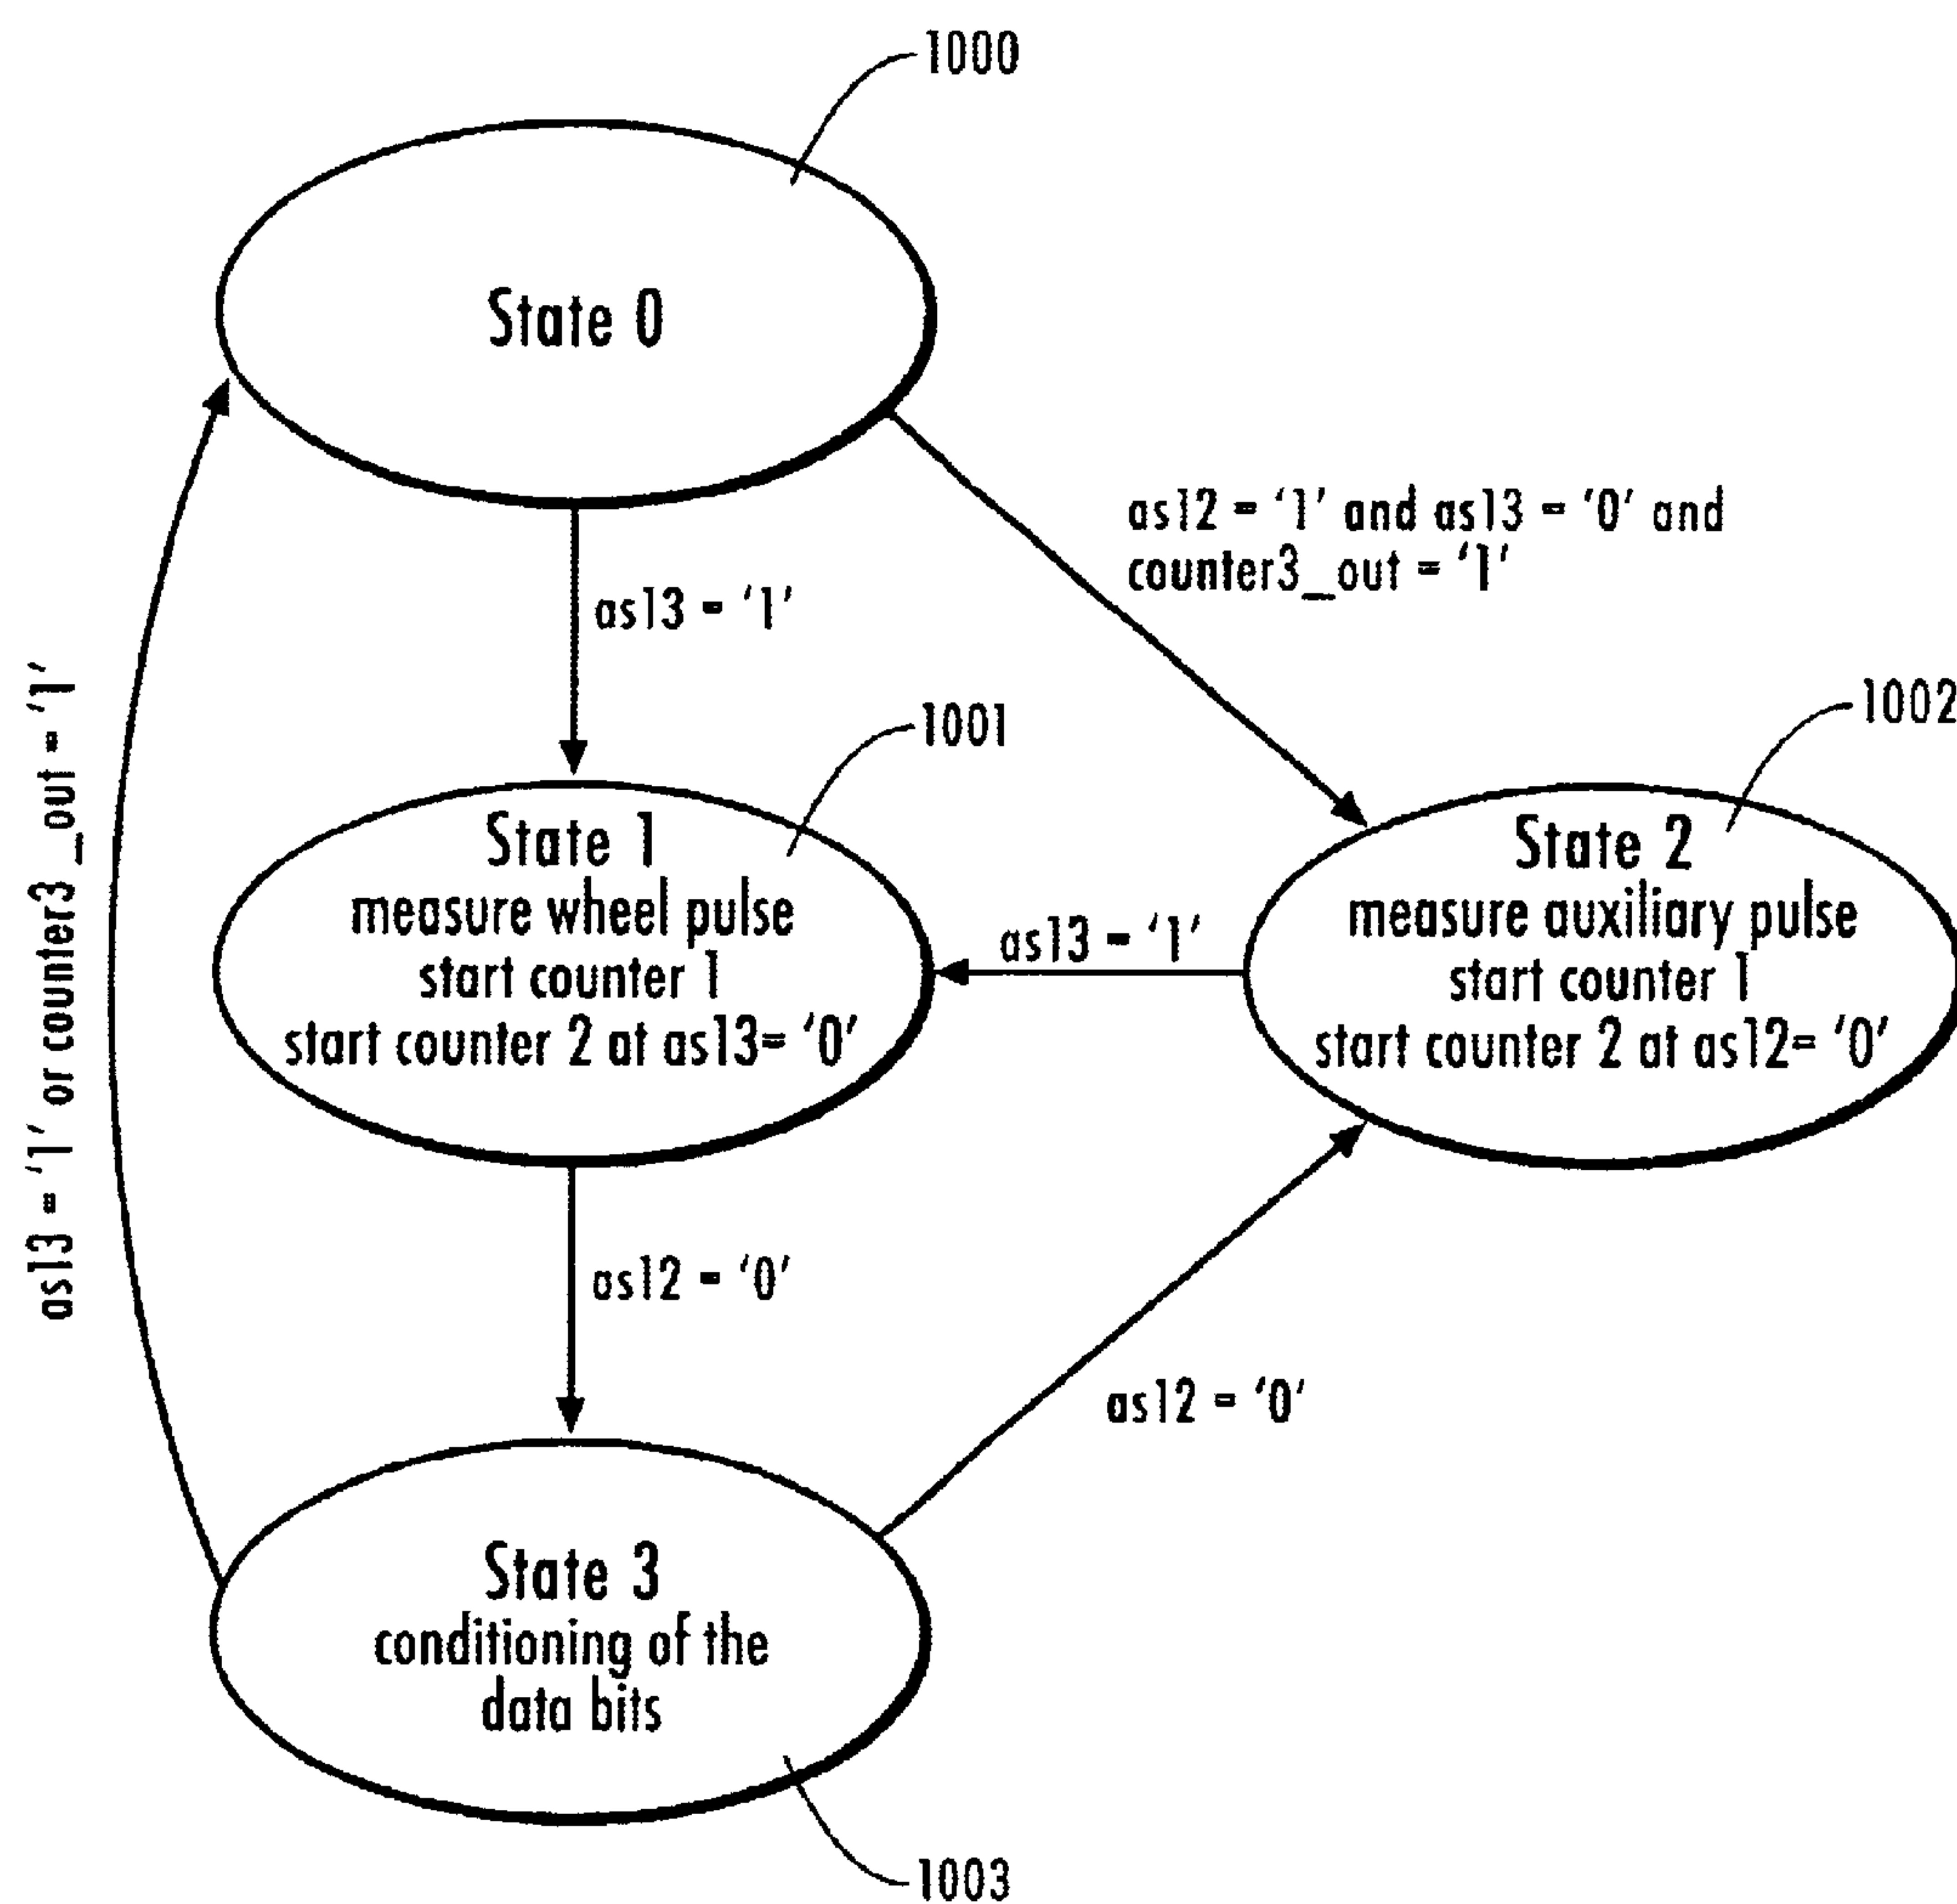 1000
State 0
as12 = '1' and as13 = '0' and
counter3_out = '1'
as13 = '1'
as13 = '1' or counter3_out = '1'
1001
1002
State 1
measure wheel pulse
start counter 1
start counter 2 at as13= '0'
as13 = '1'
State 2
measure auxiliary pulse
start counter 1
start counter 2 at as12= '0'
as12 = '0'
as12 = '0'
State 3
conditioning of the
data bits
1003